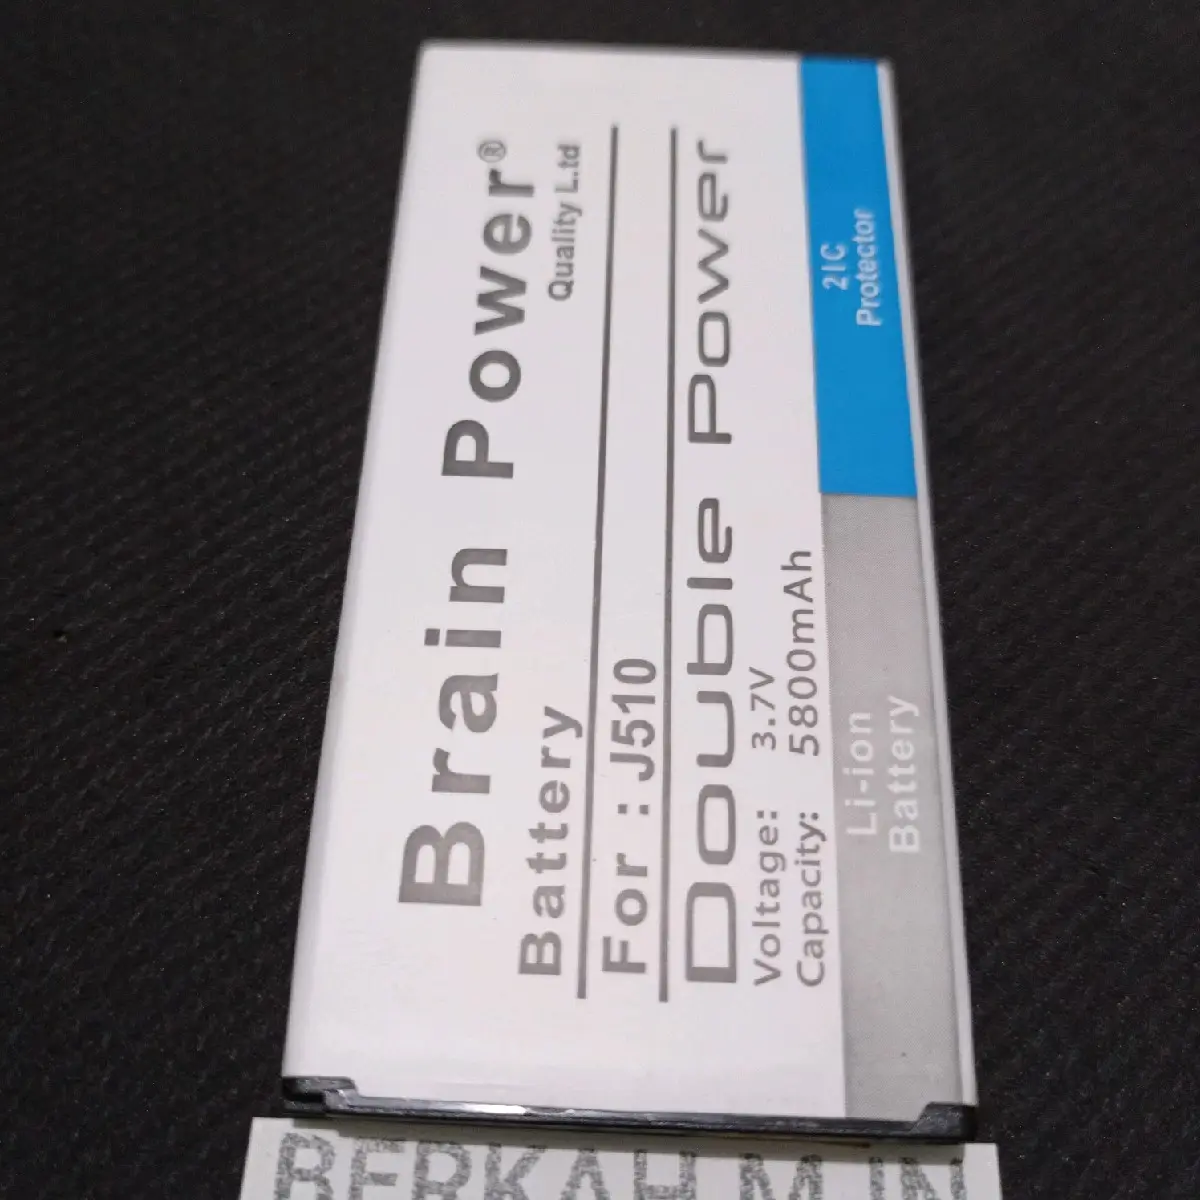 Brain Power®
Battery Quality L.td
For : J510
Double Power
Voltage: 3.7V
Capacity: 5800mAh
2IC
Protector
Li-ion
Battery
BERKAH